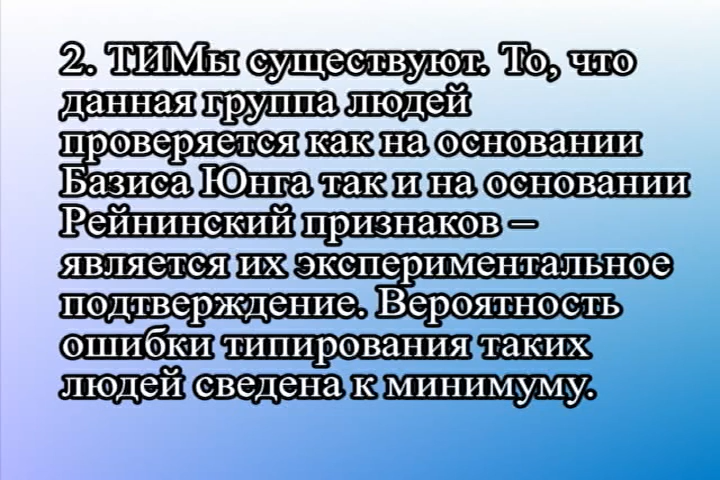 2. ТИМы существуют. То, что
данная группа людей
проверяется как на основании
Базиса Юнга так и на основании
Рейнинский признаков –
является их экспериментальное
подтверждение. Вероятность
ошибки типирования таких
людей сведена к минимуму.